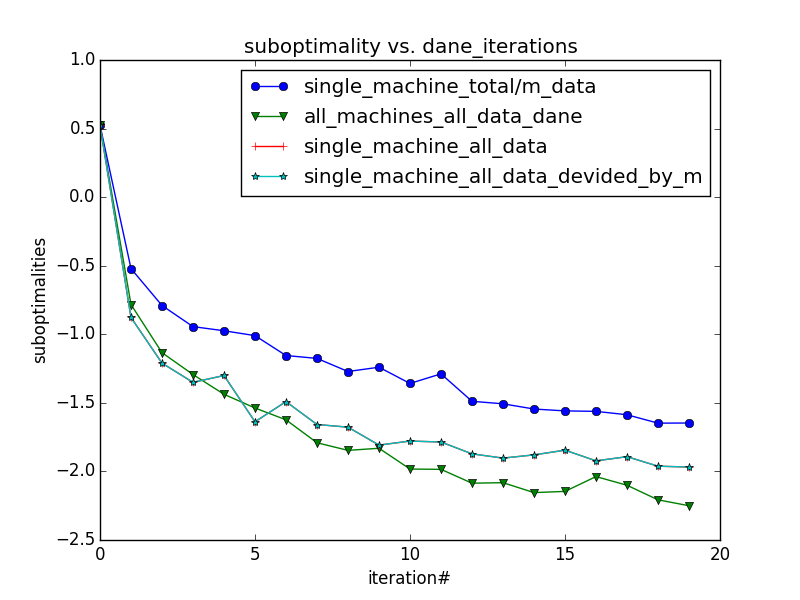 suboptimality vs. dane_iterations
1.0
0.5
0.0
−0.5
−1.0
−1.5
−2.0
−2.5
suboptimalities
single_machine_total/m_data
all_machines_all_data_dane
single_machine_all_data
single_machine_all_data_devided_by_m
0 5 10 15 20
iteration#